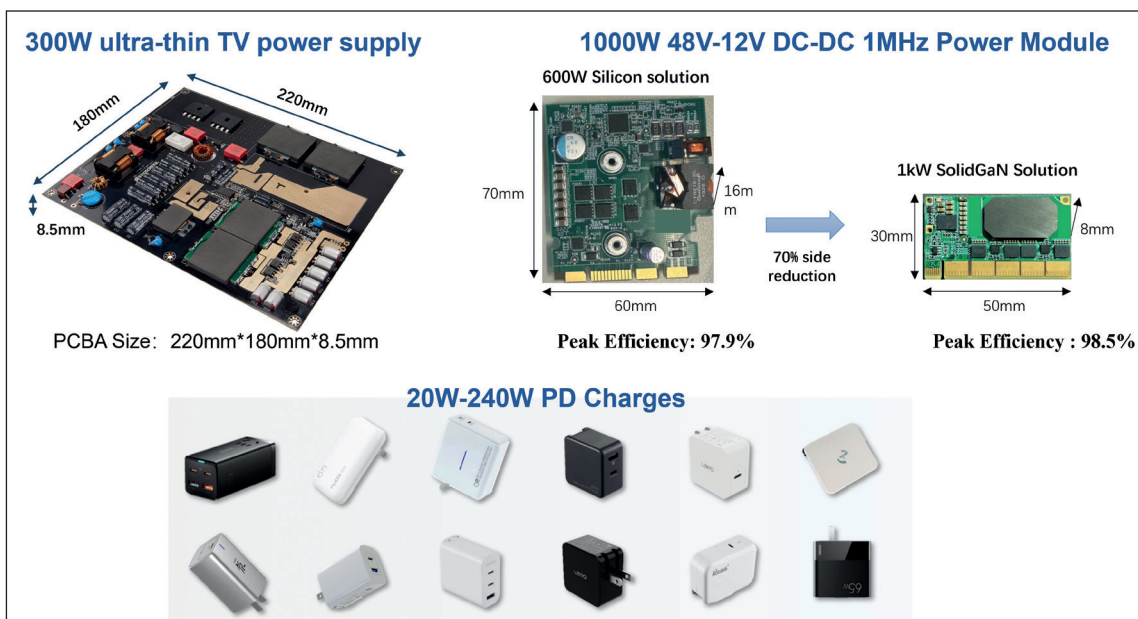 300W ultra-thin TV power supply
180mm
220mm
8.5mm
PCBA Size: 220mm*180mm*8.5mm
1000W 48V-12V DC-DC 1MHz Power Module
600W Silicon solution
70mm
16m
m
60mm
Peak Efficiency: 97.9%
70% side
reduction
1kW SolidGaN Solution
30mm
8mm
50mm
Peak Efficiency : 98.5%
20W-240W PD Charges
65W